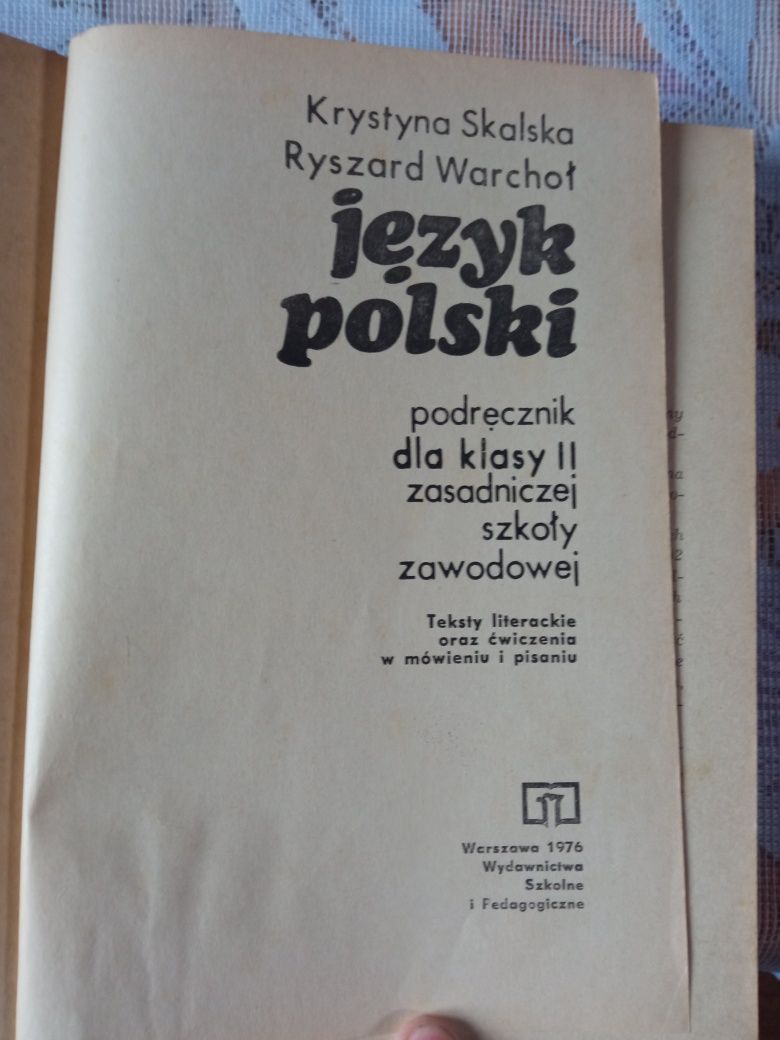 Krystyna Skalska
Ryszard Warchoł
język
polski
podręcznik
dla klasy II
zasadniczej
szkoły
zawodowej
Teksty literackie
oraz ćwiczenia
w mówieniu i pisaniu
Warszawa 1976
Wydawnictwa
Szkolne
i Pedagogiczne